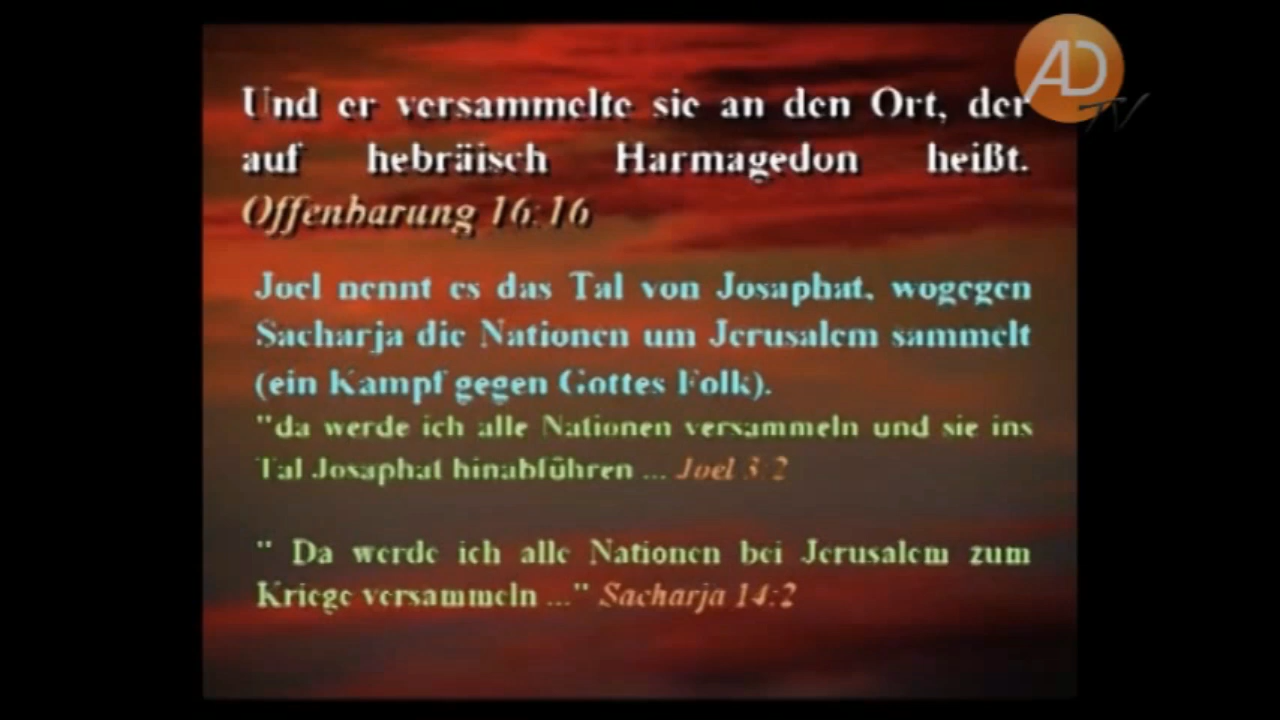 AD
TV
Und er versammelte sie an den Ort, der
auf hebräisch Harmagedon heißt.
Offenbarung 16:16
Joel nennt es das Tal von Josaphat, wogegen
Sacharja die Nationen um Jerusalem sammelt
(ein Kampf gegen Gottes Folk).
"da werde ich alle Nationen versammeln und sie ins
Tal Josaphat hinabführen ... Joel 3:2
" Da werde ich alle Nationen bei Jerusalem zum
Kriege versammeln ..." Sacharja 14:2